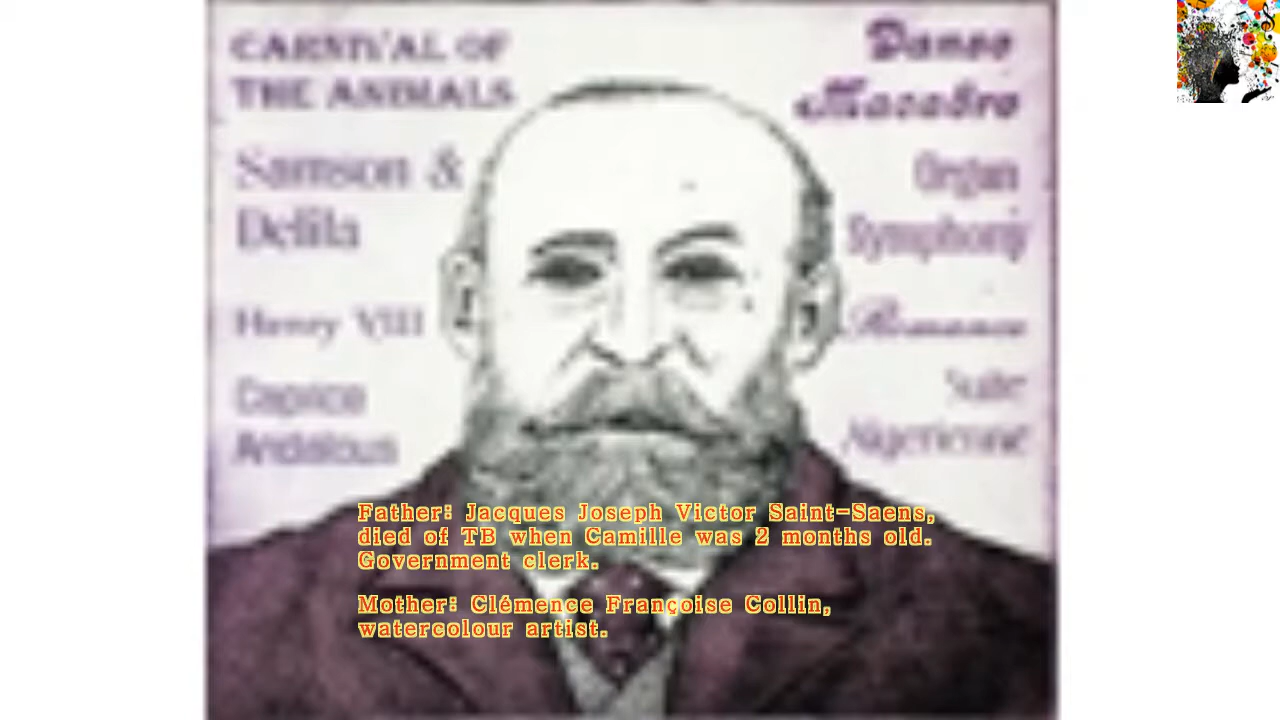 CARNIVAL OF
THE ANIMALS
Samson &
Delila
Henry VIII
Caprice
Andalous
Danse
Macabre
Organ
Symphony
Romance
Suite
Algerienne
Father: Jacques Joseph Victor Saint-Saens,
died of TB when Camille was 2 months old.
Government clerk.
Mother: Clémence Françoise Collin,
watercolour artist.